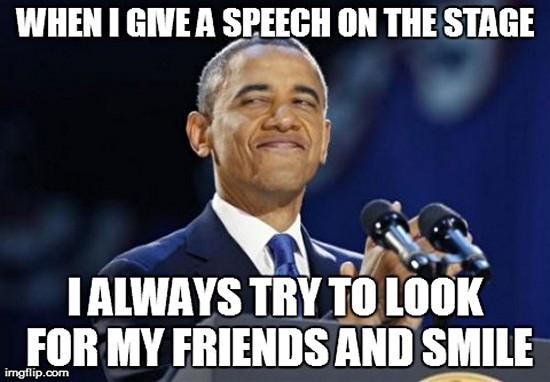 WHEN I GIVE A SPEECH ON THE STAGE
I ALWAYS TRY TO LOOK
FOR MY FRIENDS AND SMILE
imgflip.com